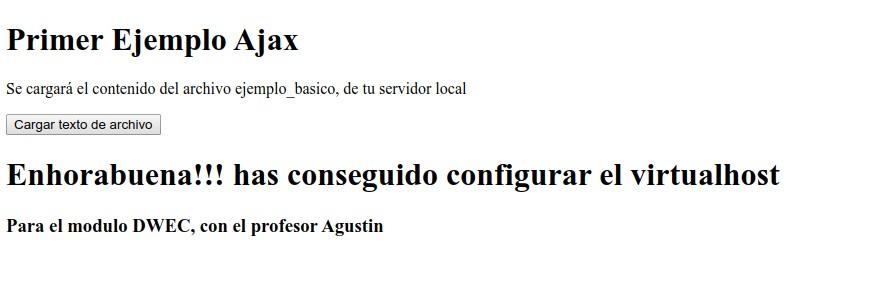 Primer Ejemplo Ajax
Se cargará el contenido del archivo ejemplo_basico, de tu servidor local
Cargar texto de archivo
Enhorabuena!!! has conseguido configurar el virtualhost
Para el modulo DWEC, con el profesor Agustin